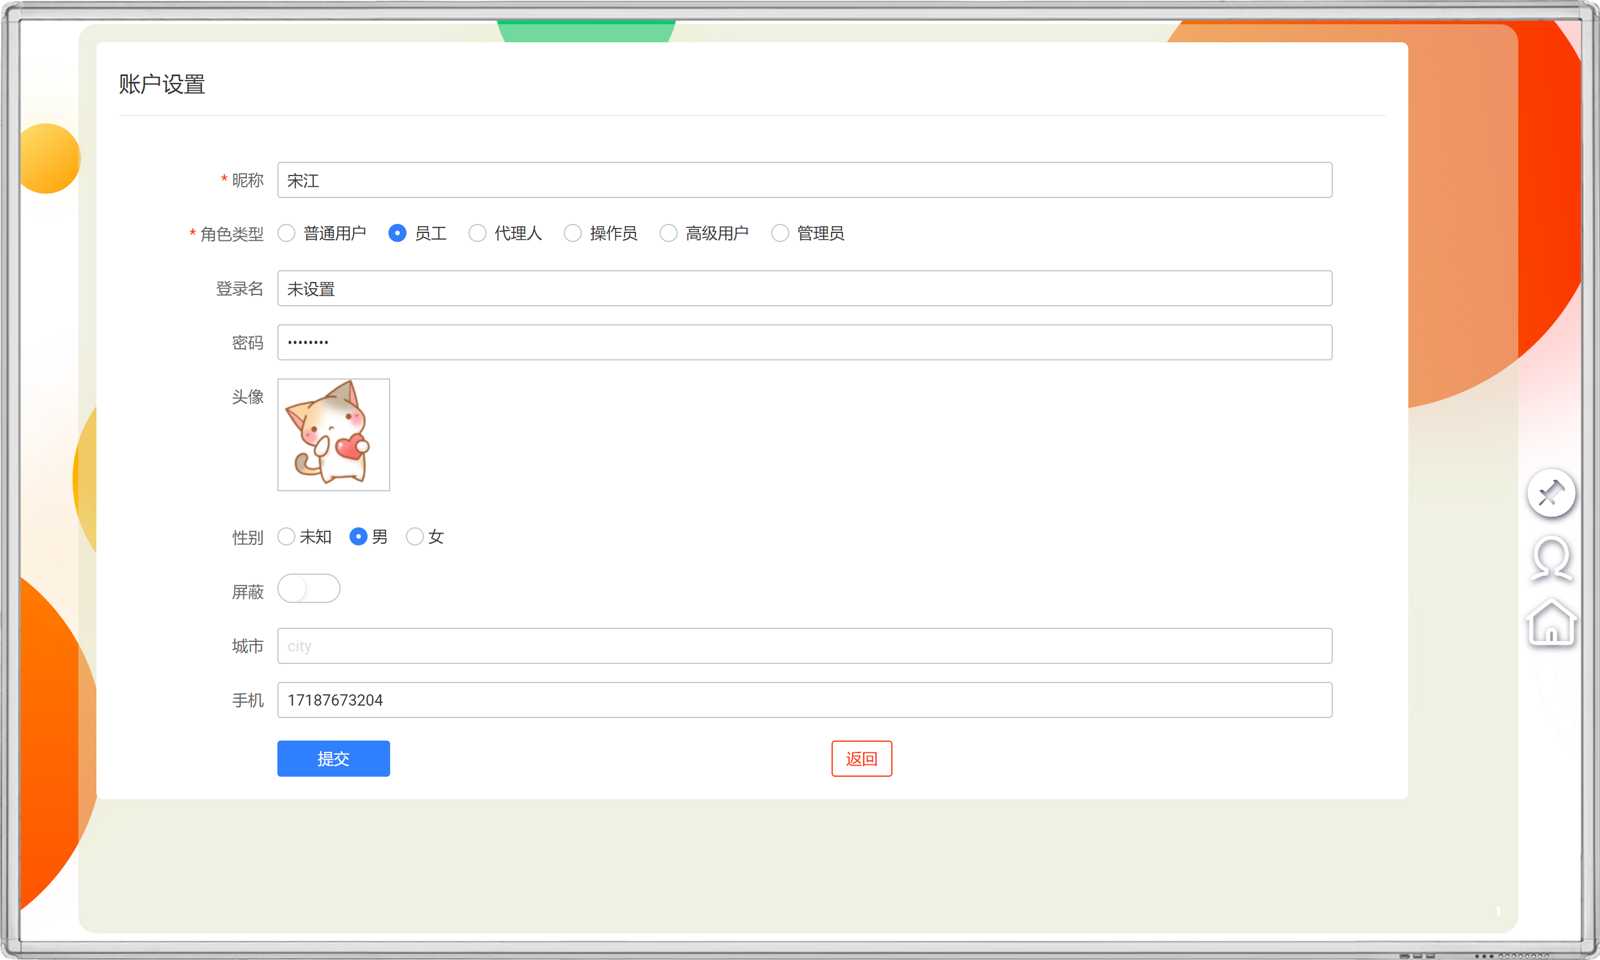 账户设置
* 昵称 宋江
* 角色类型 普通用户 员工 代理人 操作员 高级用户 管理员
登录名 未设置
密码 ••••••••
头像
性别 未知 男 女
屏蔽
城市 city
手机 17187673204
提交 返回
1